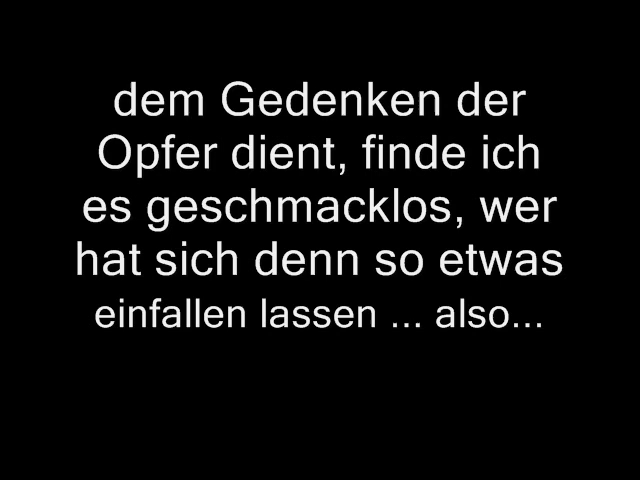 dem Gedenken der
Opfer dient, finde ich
es geschmacklos, wer
hat sich denn so etwas
einfallen lassen ... also...